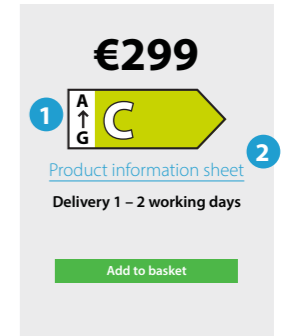 €299
1
A
↑
G
C
2
Product information sheet
Delivery 1 – 2 working days
Add to basket